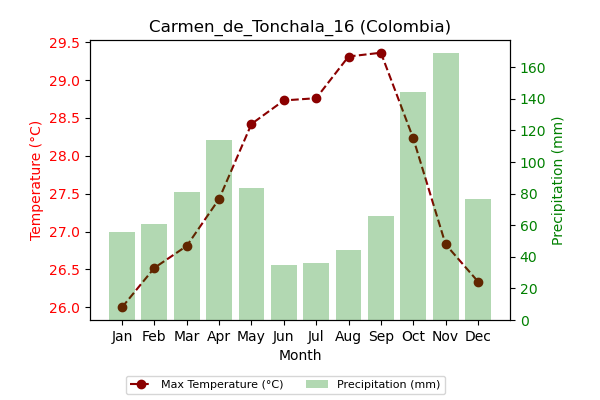 Carmen_de_Tonchala_16 (Colombia)
29.5
29.0
28.5
28.0
27.5
27.0
26.5
26.0
Temperature (°C)
160
140
120
100
80
60
40
20
0
Precipitation (mm)
Jan Feb Mar Apr May Jun Jul Aug Sep Oct Nov Dec
Month
Max Temperature (°C) Precipitation (mm)